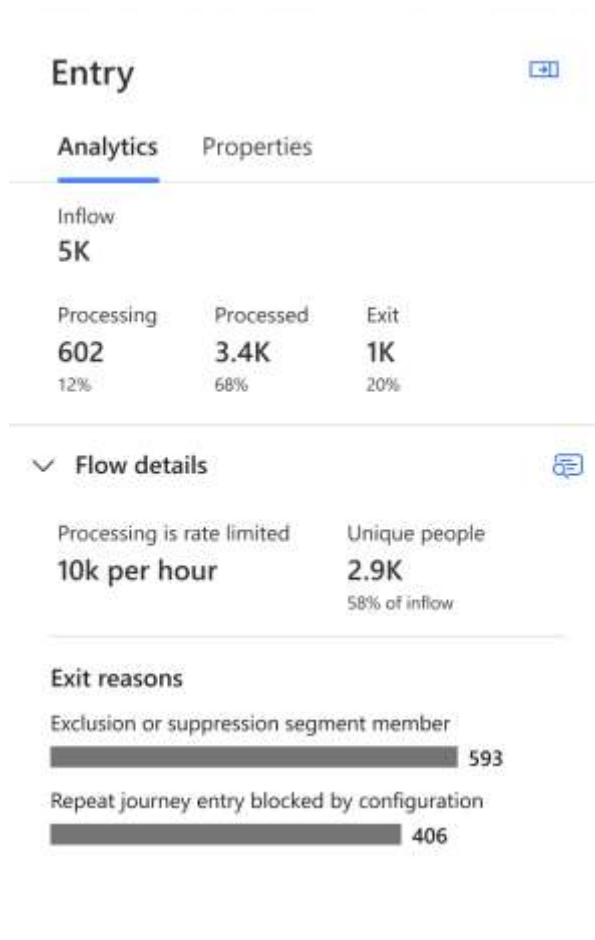 Entry
Analytics Properties
Inflow
5K
Processing Processed Exit
602 3.4K 1K
12% 68% 20%
Flow details
Processing is rate limited Unique people
10k per hour 2.9K
58% of inflow
Exit reasons
Exclusion or suppression segment member
593
Repeat journey entry blocked by configuration
406